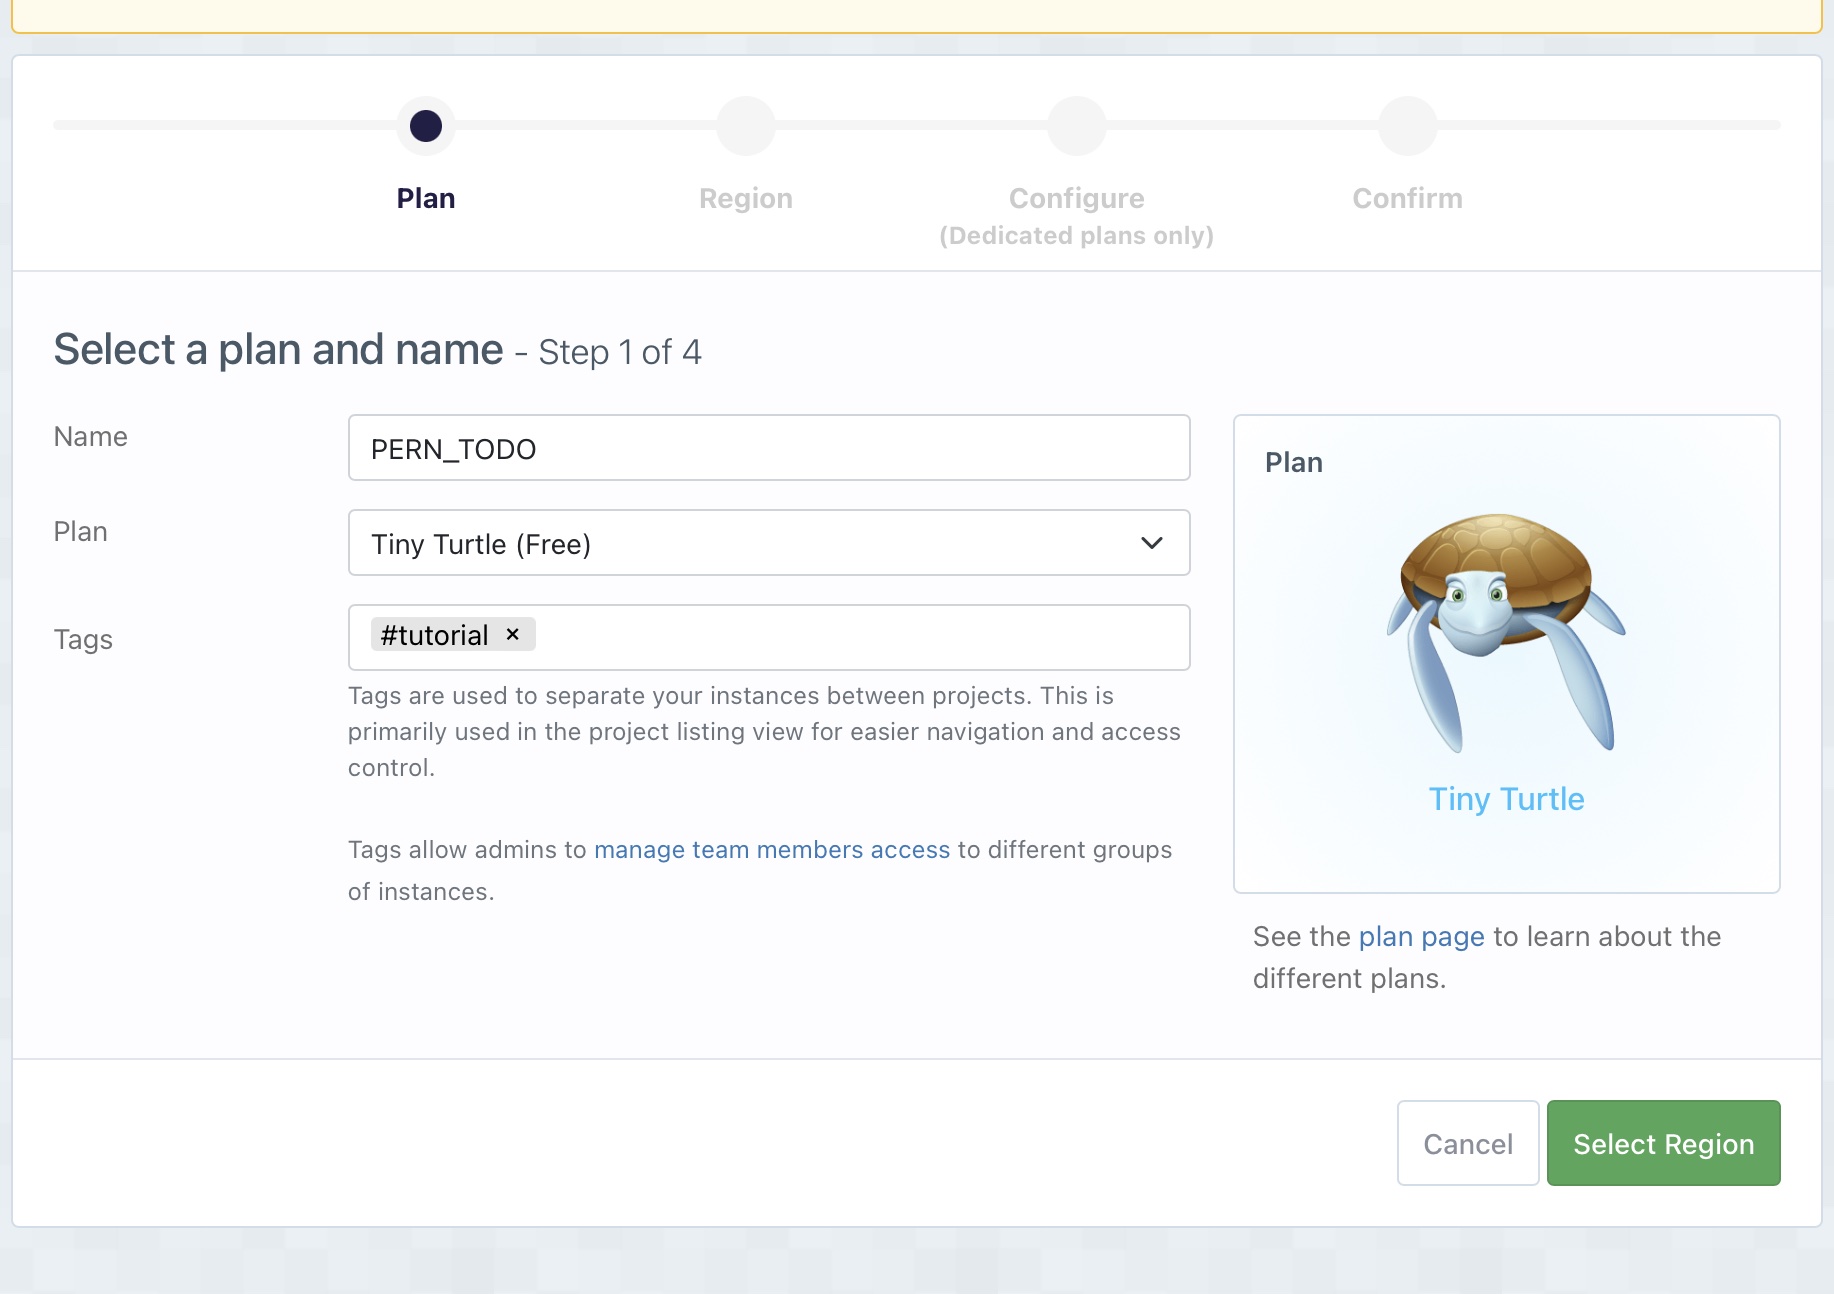 Plan
Region
Configure
(Dedicated plans only)
Confirm
Select a plan and name - Step 1 of 4
Name
PERN_TODO
Plan
Tiny Turtle (Free)
Tags
#tutorial ×
Tags are used to separate your instances between projects. This is
primarily used in the project listing view for easier navigation and access
control.
Tags allow admins to manage team members access to different groups
of instances.
Plan
Tiny Turtle
See the plan page to learn about the
different plans.
Cancel
Select Region